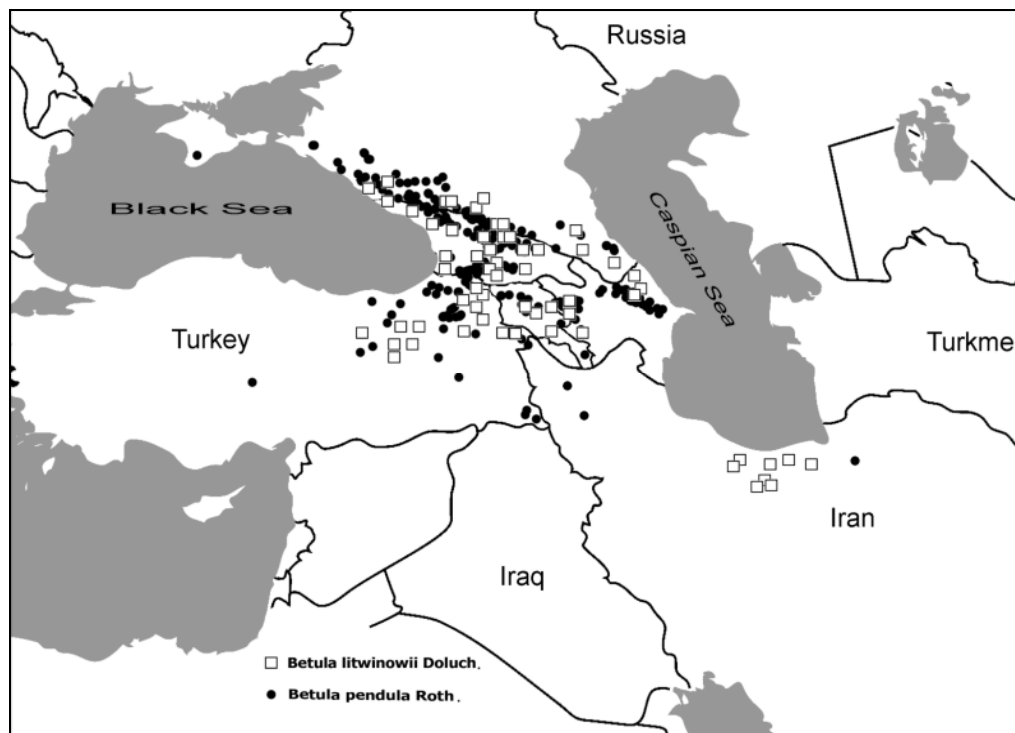 Russia
Black Sea
Caspian Sea
Turkey
Turkme
Iran
Iraq
Betula litwinowii Doluch.
Betula pendula Roth.